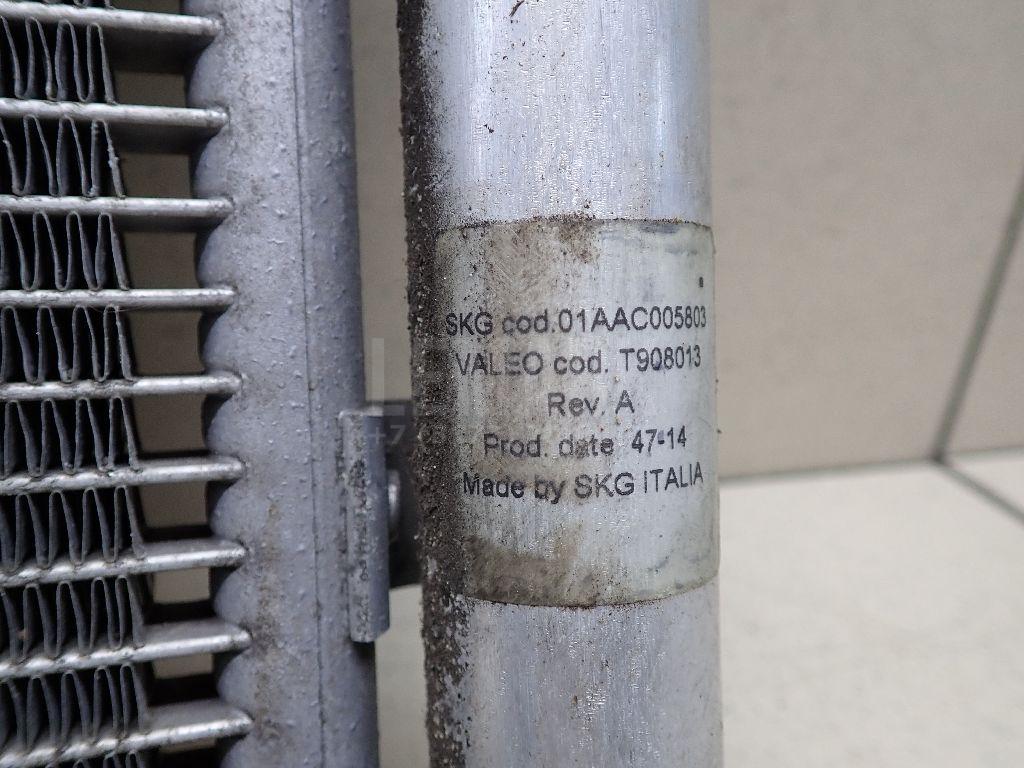 SKG cod.01AAC005803
VALEO cod. T908013
Rev. A
Prod. date 47-14
Made by SKG ITALIA